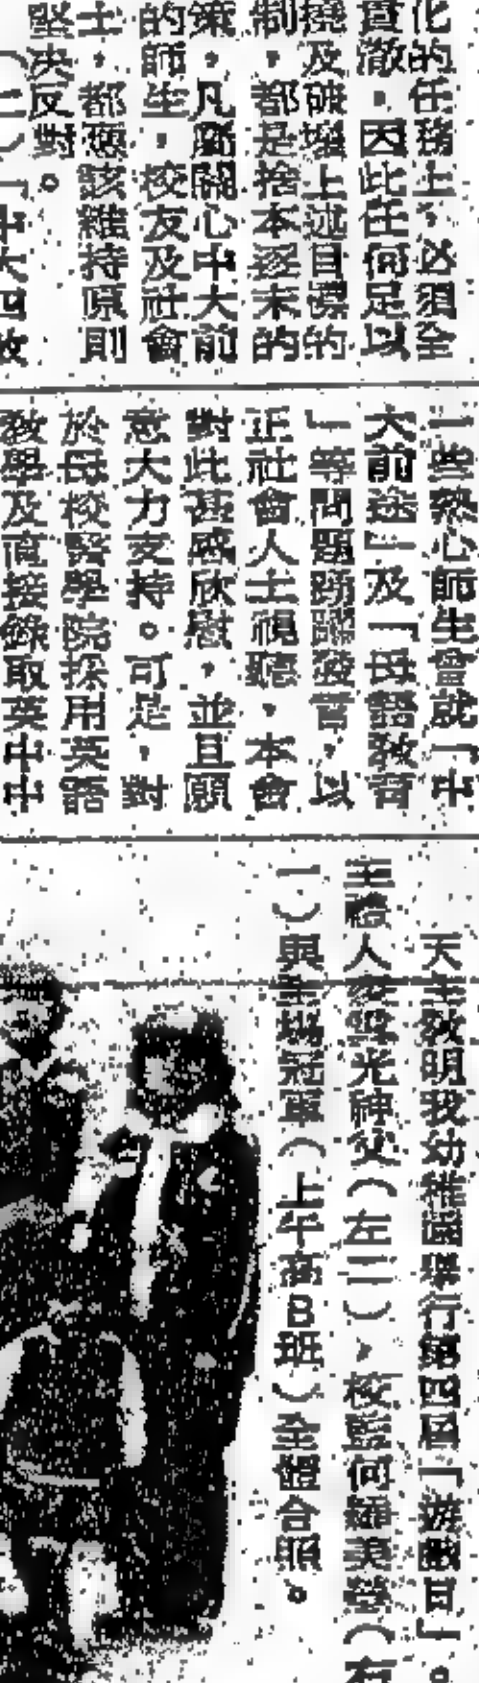 化的任務上，必須全
貫澈，因此任何足以
撓及破壞上述目標的
制，都是捨本逐末的
策，凡屬關心中大前
的師生，校友及社會
士，都應該維持原則
堅決反對。
（二）「中大四改
一些熱心師生曾就「中
大前途」及「母語教育
」等問題踴躍發言，以
正社會人士視聽，本會
對此甚感欣慰，並且願
意大力支持。可是，對
於母校醫學院採用英語
教學及直接錄取英中中
天主教明我幼稚園舉行第四屆「遊戲日」。
主禮人麥光神父（左二），校監何美瑩（右
一）與全場冠軍（上午高B班）全體合照。